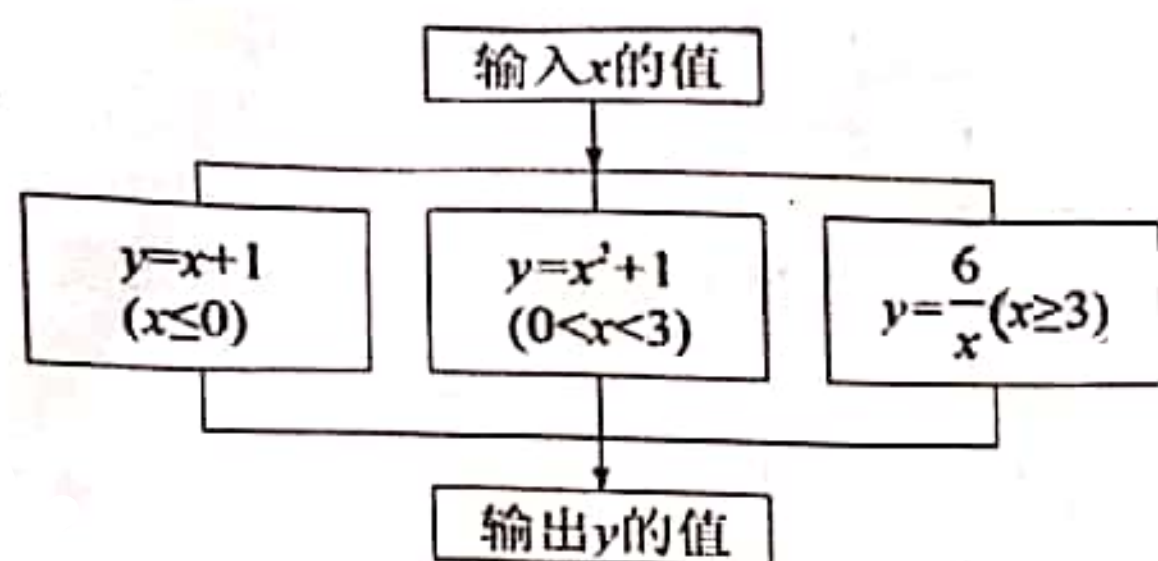 输入x的值
y=x+1
(x≤0)
y=x²+1
(0<x<3)
y=6/x(x≥3)
输出y的值